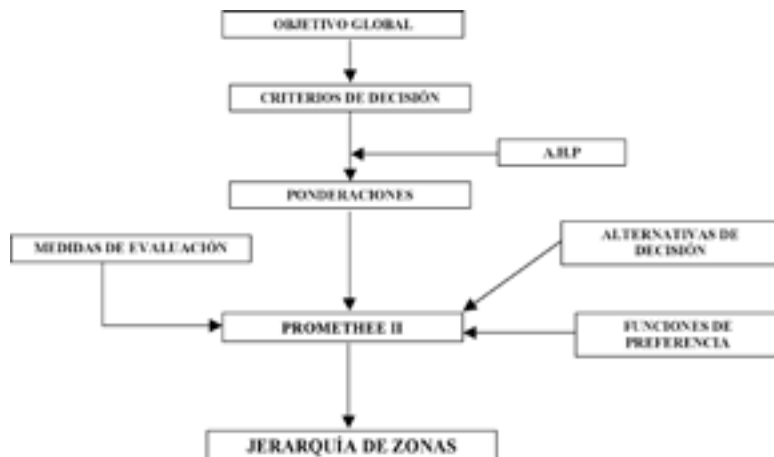 OBJETIVO GLOBAL
CRITERIOS DE DECISIÓN
A.H.P
PONDERACIONES
MEDIDAS DE EVALUACIÓN
ALTERNATIVAS DE
DECISIÓN
PROMETHEE II
FUNCIONES DE
PREFERENCIA
JERARQUÍA DE ZONAS